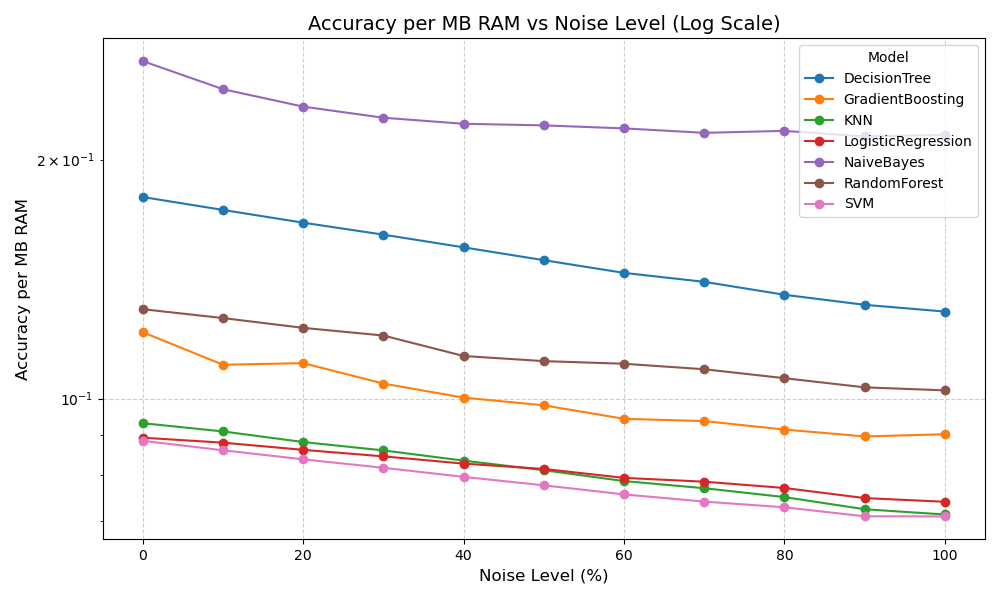 Accuracy per MB RAM vs Noise Level (Log Scale)
Accuracy per MB RAM
2 × 10⁻¹
10⁻¹
Model
DecisionTree
GradientBoosting
KNN
LogisticRegression
NaiveBayes
RandomForest
SVM
0 20 40 60 80 100
Noise Level (%)